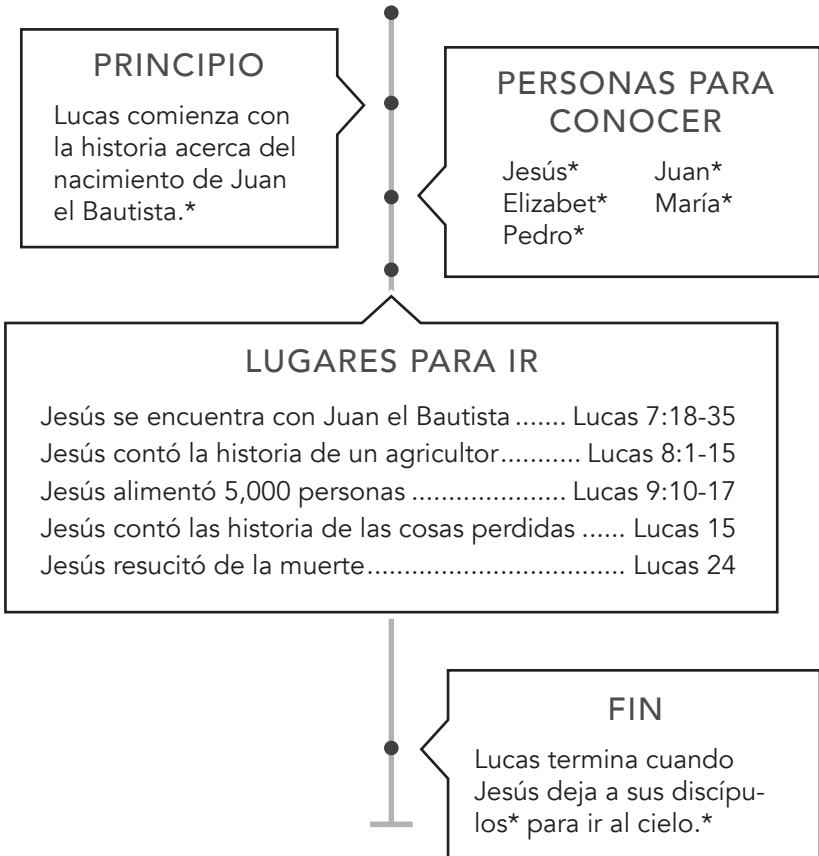 PRINCIPIO
Lucas comienza con
la historia acerca del
nacimiento de Juan
el Bautista.*
PERSONAS PARA
CONOCER
Jesús* Juan*
Elizabet* María*
Pedro*
LUGARES PARA IR
Jesús se encuentra con Juan el Bautista ....... Lucas 7:18-35
Jesús contó la historia de un agricultor........... Lucas 8:1-15
Jesús alimentó 5,000 personas ..................... Lucas 9:10-17
Jesús contó las historia de las cosas perdidas ...... Lucas 15
Jesús resucitó de la muerte.................................. Lucas 24
FIN
Lucas termina cuando
Jesús deja a sus discípu-
los* para ir al cielo.*